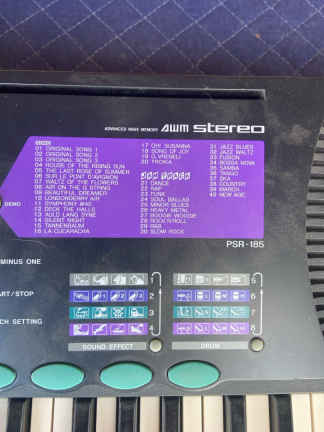 ADVANCED WAVE MEMORY AWM stereo
01 ORIGINAL SONG 1
02 ORIGINAL SONG 2
03 ORIGINAL SONG 3
04 HOUSE OF THE RISING SUN
05 THE LAST ROSE OF SUMMER
06 SUR LE PONT D'AVIGNON
07 WALTZ OF THE FLOWERS
08 AIR ON THE G STRING
09 BEAUTIFUL DREAMER
10 LONDONDERRY AIR
11 SYMPHONY #40
12 DECK THE HALLS
13 AULD LANG SYNE
14 SILENT NIGHT
15 TANNENBAUM
16 LA CUCARACHA
17 OH! SUSANNA
18 SONG OF JOY
20 TROIKA
21 DANCE
22 RAP
23 FUNK
24 SOUL BALLAD
25 MINOR BLUES
26 HEAVY METAL
27 BOOGIE WOOGIE
28 ROCK'N'ROLL
29 R&B
30 SLOW ROCK
31 JAZZ BLUES
32 JAZZ WALTZ
33 FUSION
34 BOSSA NOVA
35 SAMBA
36 TANGO
37 SKA
38 COUNTRY
39 MARCH
40 NEW AGE
DEMO
PSR-185
MINUS ONE
ART/STOP
CH SETTING
1
2
3
4
5
6
7
8
SOUND EFFECT
DRUM